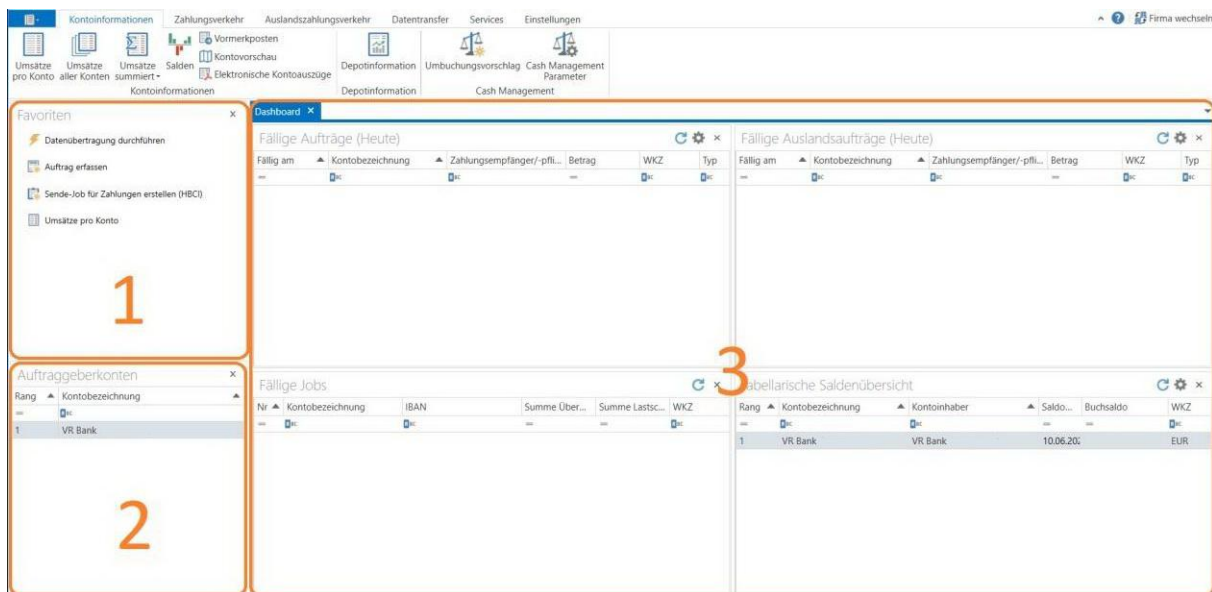 Kontoinformationen Zahlungsverkehr Auslandszahlungsverkehr Datentransfer Services Einstellungen Firma wechseln
Umsätze pro Konto
Umsätze aller Konten
Umsätze summiert
Salden
Vormerkposten
Kontovorschau
Elektronische Kontoauszüge
Depotinformation
Umbuchungsvorschlag
Cash Management Parameter
Kontoinformationen Depotinformation Cash Management
Favoriten
Datenübertragung durchführen
Auftrag erfassen
Sende-Job für Zahlungen erstellen (HBCI)
Umsätze pro Konto
1
Auftraggeberkonten
Rang Kontobezeichnung
1 VR Bank
2
Dashboard
Fällige Aufträge (Heute)
Fällig am Kontobezeichnung Zahlungsempfänger/-pfli... Betrag WKZ Typ
Fällige Auslandsaufträge (Heute)
Fällig am Kontobezeichnung Zahlungsempfänger/-pfli... Betrag WKZ Typ
3
Fällige Jobs
Nr Kontobezeichnung IBAN Summe Über... Summe Lastsc... WKZ
Tabellarische Saldenübersicht
Rang Kontobezeichnung Kontoinhaber Saldo... Buchsaldo WKZ
1 VR Bank VR Bank 10.06.202 EUR